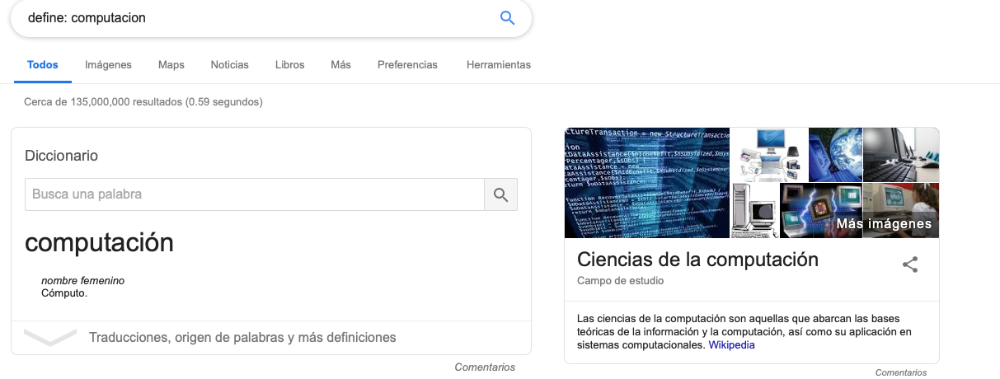 define: computacion
Todos
Imágenes
Maps
Noticias
Libros
Más
Preferencias
Herramientas
Cerca de 135,000,000 resultados (0.59 segundos)
Diccionario
Busca una palabra
computación
nombre femenino
Cómputo.
Traducciones, origen de palabras y más definiciones
Comentarios
Más imágenes
Ciencias de la computación
Campo de estudio
Las ciencias de la computación son aquellas que abarcan las bases
teóricas de la información y la computación, así como su aplicación en
sistemas computacionales. Wikipedia
Comentarios